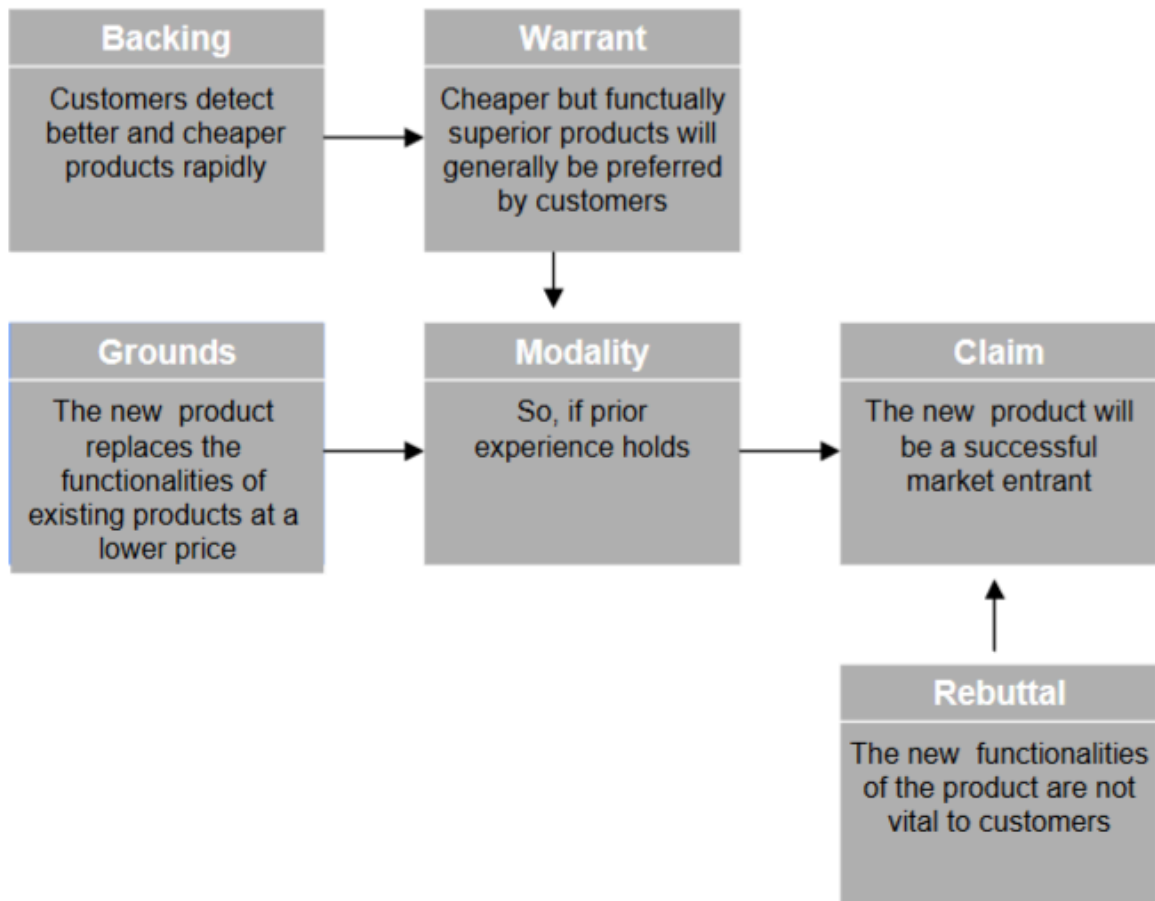 Backing
Customers detect
better and cheaper
products rapidly
Warrant
Cheaper but functually
superior products will
generally be preferred
by customers
Grounds
The new product
replaces the
functionalities of
existing products at a
lower price
Modality
So, if prior
experience holds
Claim
The new product will
be a successful
market entrant
Rebuttal
The new functionalities
of the product are not
vital to customers